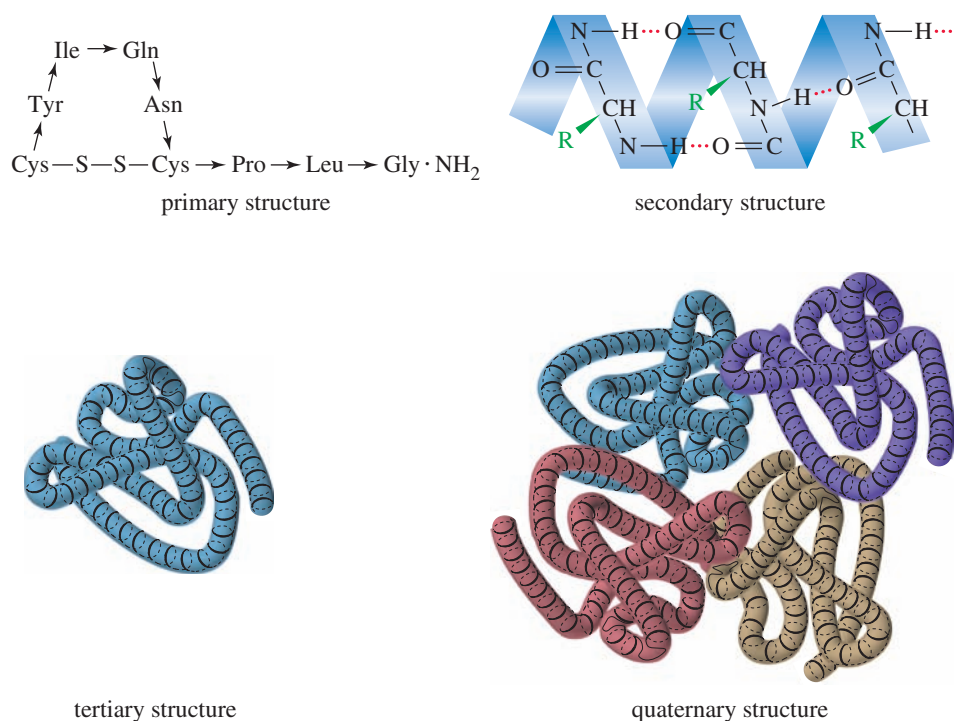 Ile → Gln
Tyr Asn
Cys — S — S — Cys → Pro → Leu → Gly · NH₂
primary structure
N — H ··· O = C N — H ···
O = C CH O = C
R CH R N — H ··· R CH
N — H ··· O = C
secondary structure
tertiary structure
quaternary structure